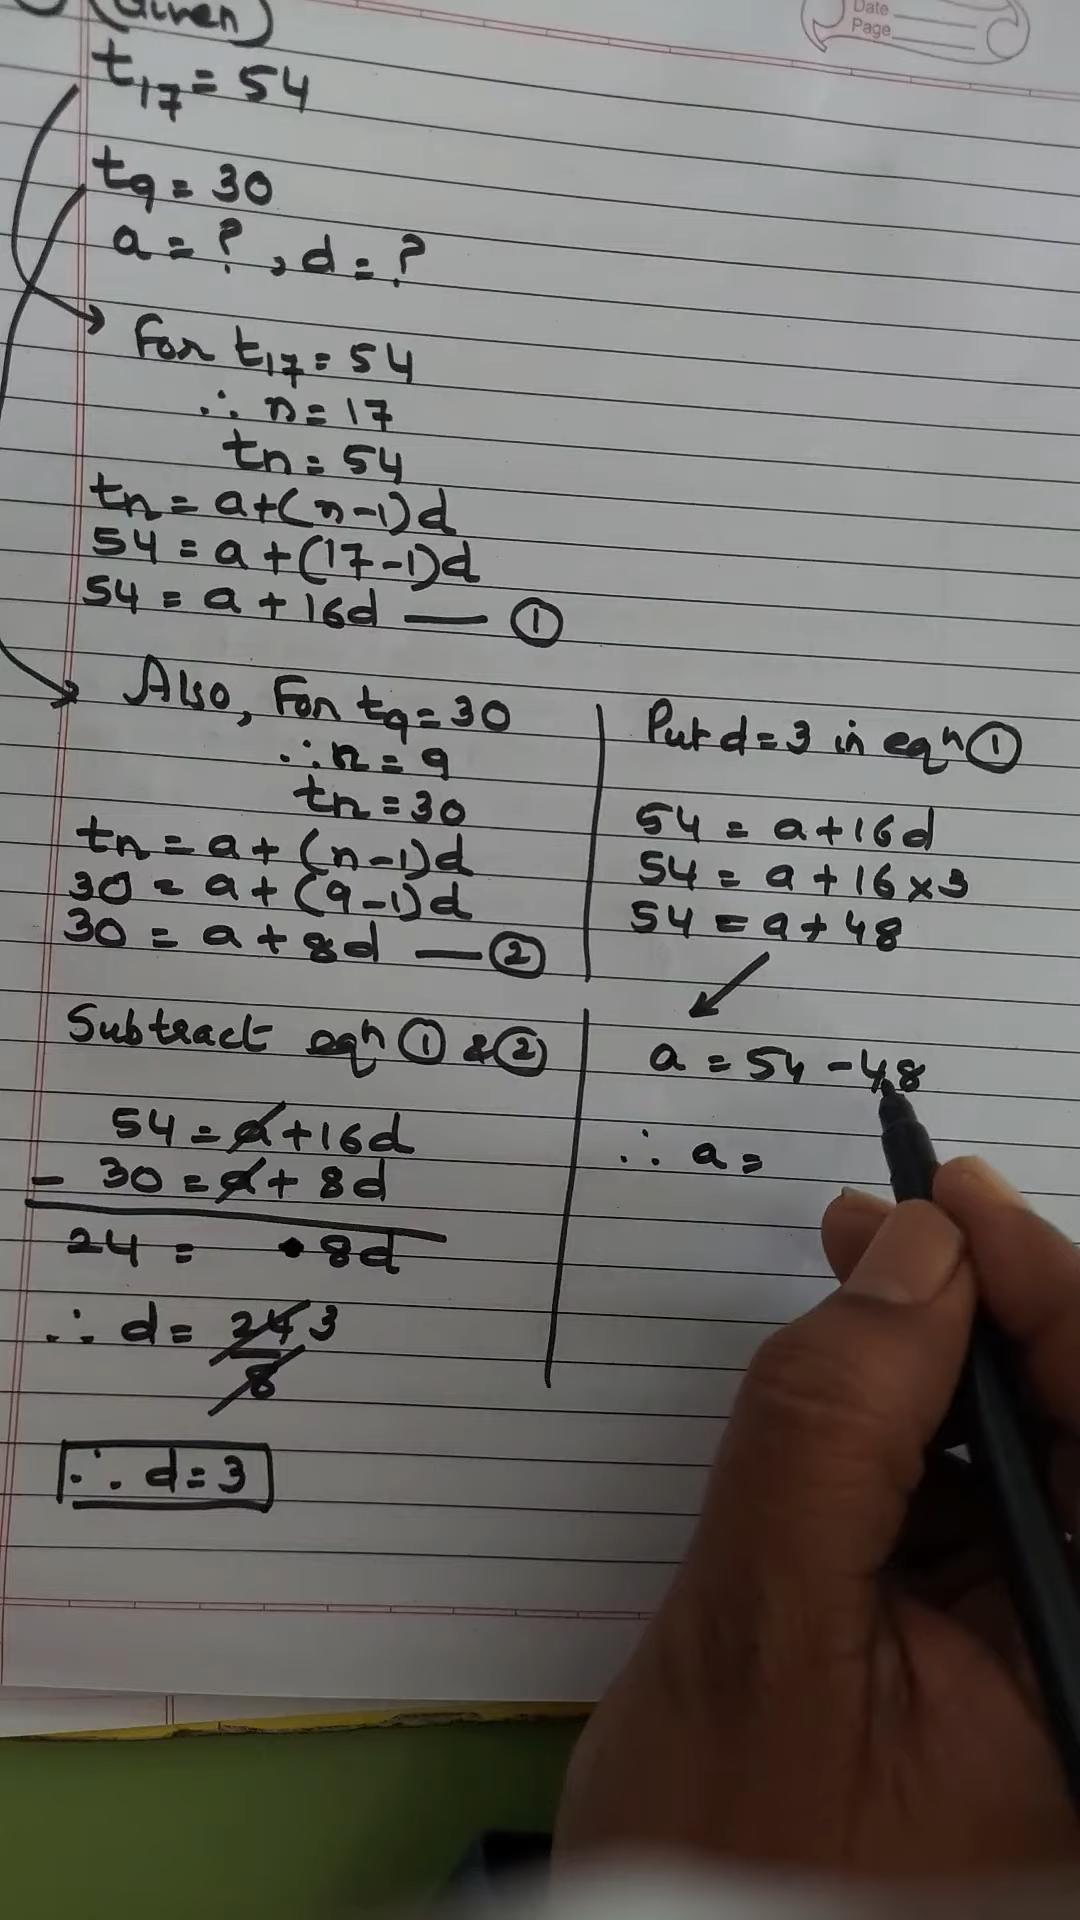 (Given)
Date
Page
t17 = 54
t9 = 30
a = ? , d = ?
For t17 = 54
∴ n = 17
tn = 54
tn = a+(n-1)d
54 = a+(17-1)d
54 = a + 16d — ①
Also, For t9 = 30
∴ n = 9
tn = 30
tn = a + (n-1)d
30 = a + (9-1)d
30 = a + 8d — ②
Subtract eqn ① & ②
54 = a+16d
- 30 = a+ 8d
24 = 8d
∴ d = 24 3
8
∴ d = 3
Put d = 3 in eqn ①
54 = a+16d
54 = a + 16 × 3
54 = a + 48
a = 54 - 48
∴ a =